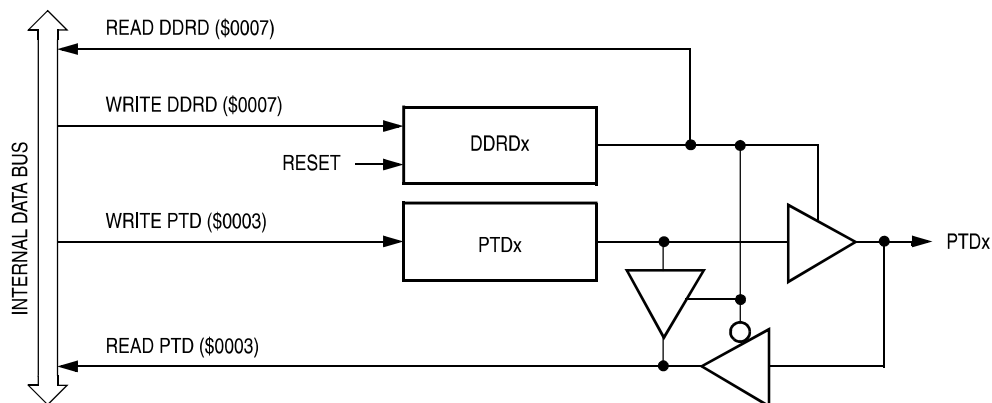 READ DDRD ($0007)
WRITE DDRD ($0007)
DDRDx
RESET
INTERNAL DATA BUS
WRITE PTD ($0003)
PTDx
PTDx
READ PTD ($0003)